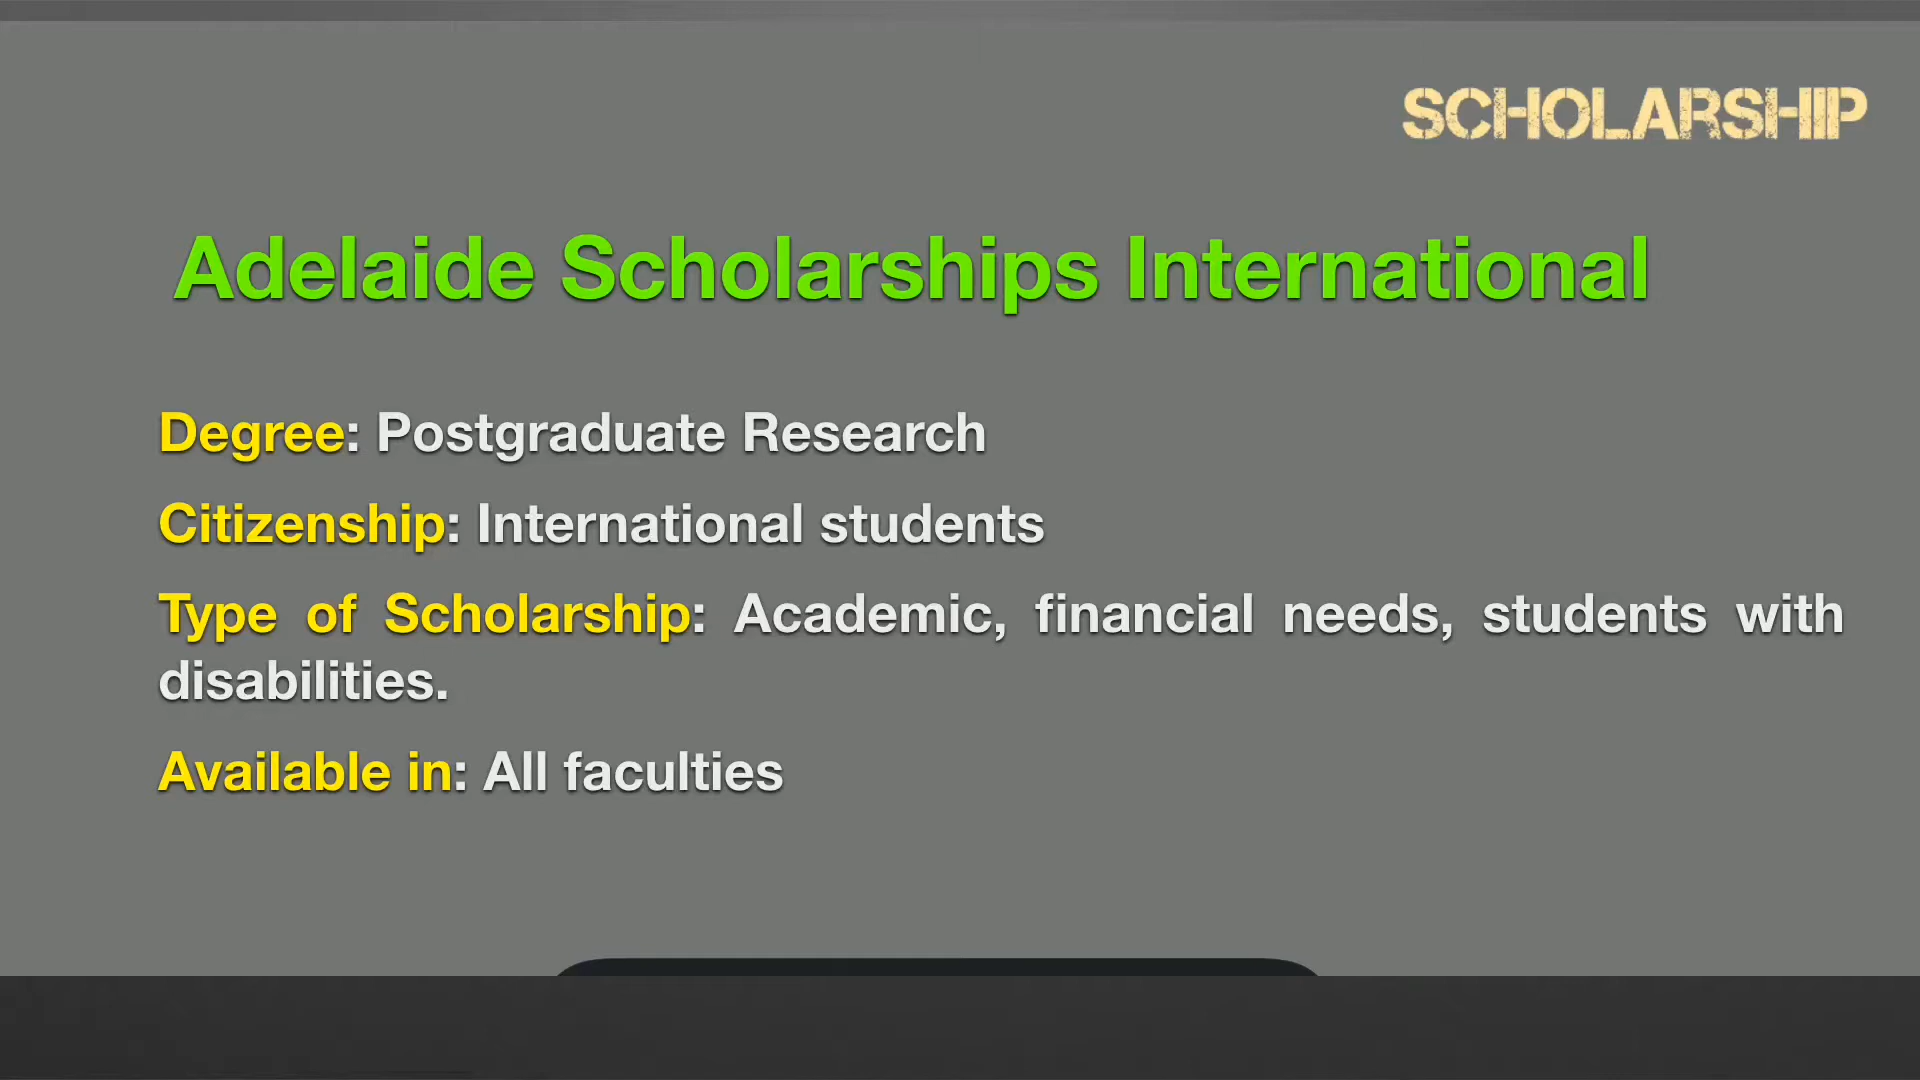 SCHOLARSHIP
Adelaide Scholarships International
Degree: Postgraduate Research
Citizenship: International students
Type of Scholarship: Academic, financial needs, students with
disabilities.
Available in: All faculties